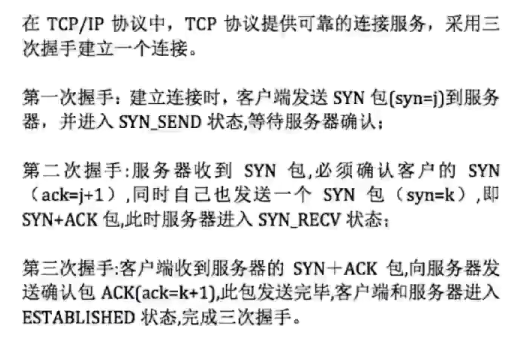 在 TCP/IP 协议中，TCP 协议提供可靠的连接服务，采用三
次握手建立一个连接。
第一次握手：建立连接时，客户端发送 SYN 包(syn=j)到服务
器，并进入 SYN_SEND 状态,等待服务器确认；
第二次握手:服务器收到 SYN 包,必须确认客户的 SYN
（ack=j+1）,同时自己也发送一个 SYN 包（syn=k）,即
SYN+ACK 包,此时服务器进入 SYN_RECV 状态；
第三次握手:客户端收到服务器的 SYN＋ACK 包,向服务器发
送确认包 ACK(ack=k+1),此包发送完毕,客户端和服务器进入
ESTABLISHED 状态,完成三次握手。